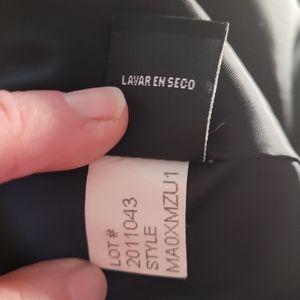 LAVAR EN SECO
LOT#
2011043
STYLE
MA0XMZU1